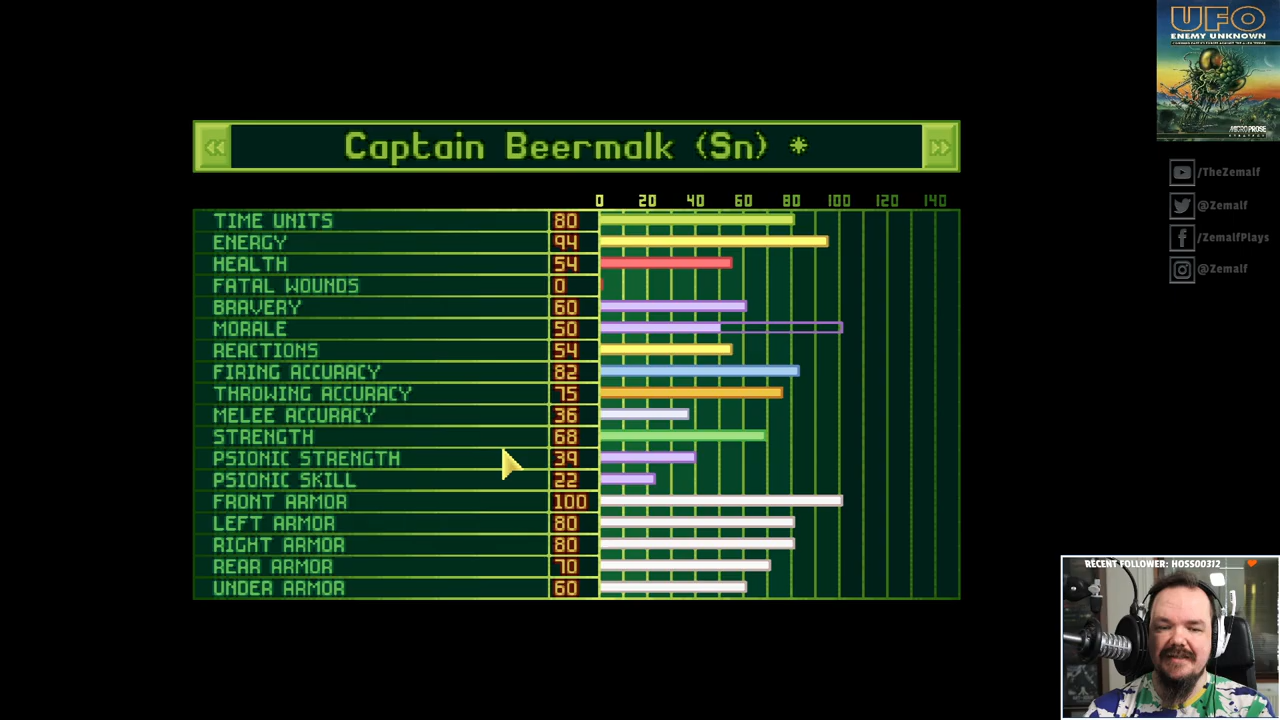 UFO
ENEMY UNKNOWN
MICROPROSE
Captain Beermalk (Sn) *
0 20 40 60 80 100 120 140
TIME UNITS 80
ENERGY 94
HEALTH 54
FATAL WOUNDS 0
BRAVERY 60
MORALE 50
REACTIONS 54
FIRING ACCURACY 82
THROWING ACCURACY 75
MELEE ACCURACY 36
STRENGTH 68
PSIONIC STRENGTH 39
PSIONIC SKILL 22
FRONT ARMOR 100
LEFT ARMOR 80
RIGHT ARMOR 80
REAR ARMOR 70
UNDER ARMOR 60
/TheZemalf
@Zemalf
/ZemalfPlays
@Zemalf
RECENT FOLLOWER: HOSS00312